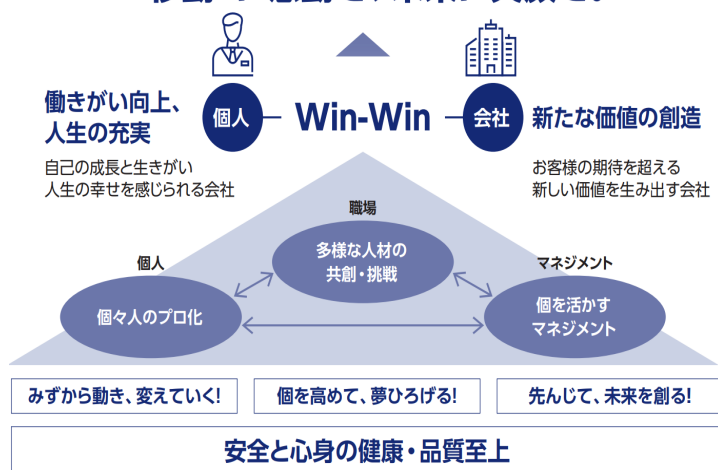 働きがい向上、
人生の充実
個人
Win-Win
会社
新たな価値の創造
自己の成長と生きがい
人生の幸せを感じられる会社
お客様の期待を超える
新しい価値を生み出す会社
職場
多様な人材の
共創・挑戦
個人
個々人のプロ化
マネジメント
個を活かす
マネジメント
みずから動き、変えていく!
個を高めて、夢ひろげる!
先んじて、未来を創る!
安全と心身の健康・品質至上